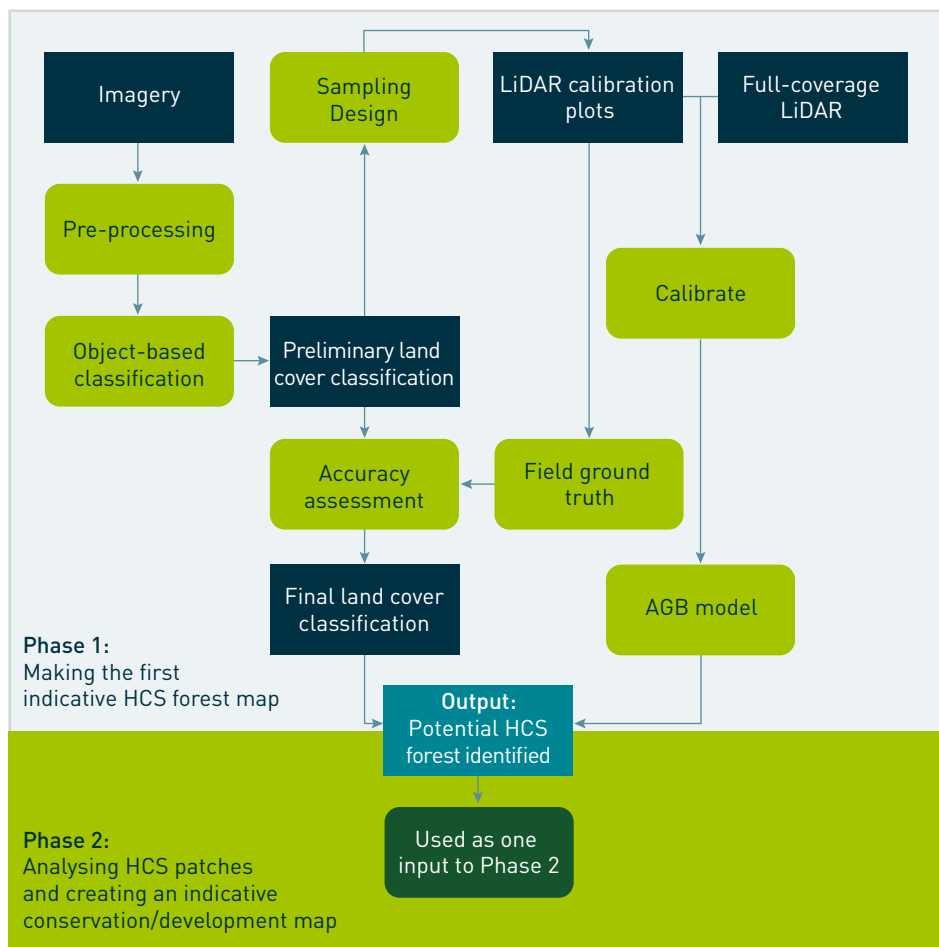 Imagery
Sampling
Design
LiDAR calibration
plots
Full-coverage
LiDAR
Pre-processing
Calibrate
Object-based
classification
Preliminary land
cover classification
Accuracy
assessment
Field ground
truth
Final land cover
classification
AGB model
Phase 1:
Making the first
indicative HCS forest map
Output:
Potential HCS
forest identified
Used as one
input to Phase 2
Phase 2:
Analysing HCS patches
and creating an indicative
conservation/development map